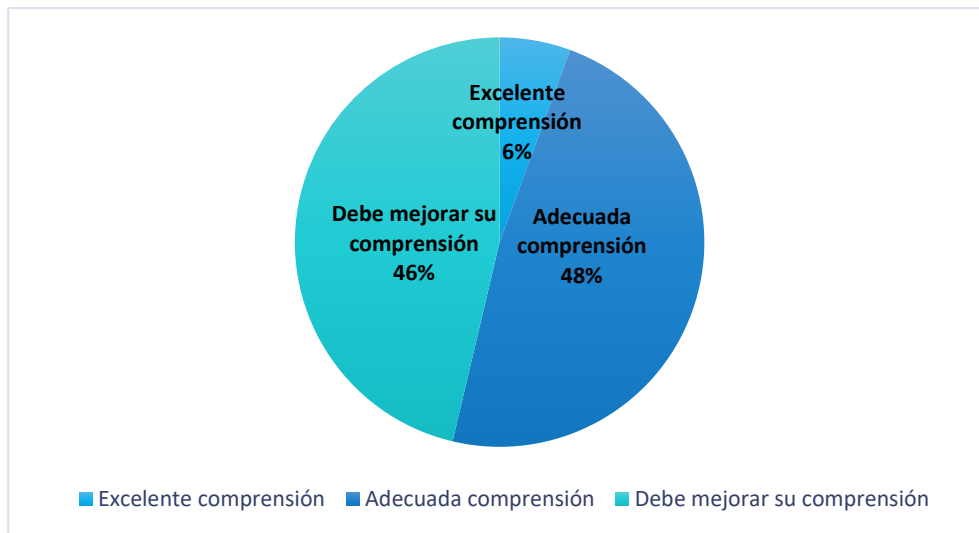 Excelente
comprensión
6%
Adecuada
comprensión
48%
Debe mejorar su
comprensión
46%
Excelente comprensión
Adecuada comprensión
Debe mejorar su comprensión